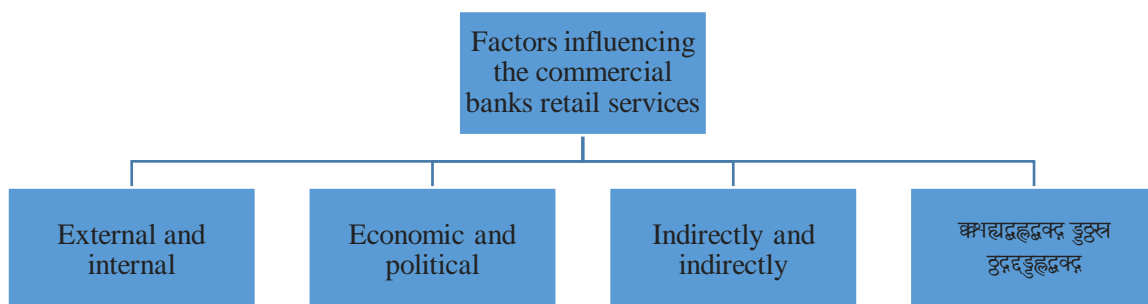 Factors influencing
the commercial
banks retail services
External and
internal
Economic and
political
Indirectly and
indirectly